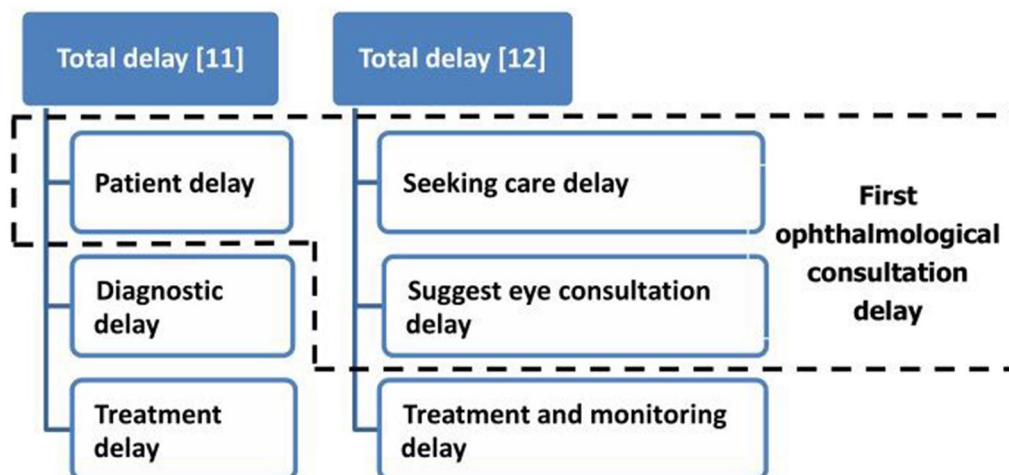 Total delay [11]
Patient delay
Diagnostic
delay
Treatment
delay
Total delay [12]
Seeking care delay
Suggest eye consultation
delay
Treatment and monitoring
delay
First
ophthalmological
consultation
delay